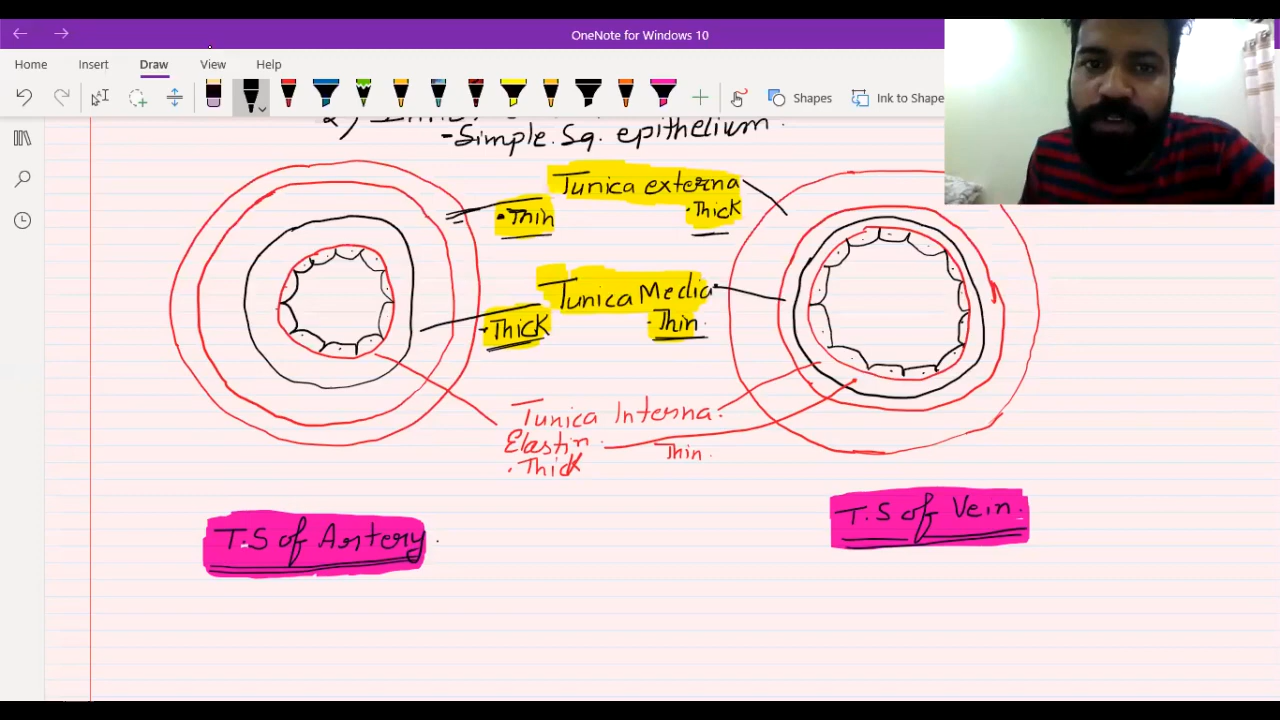 OneNote for Windows 10
Home Insert Draw View Help
Shapes Ink to Shape
-Simple. Sq. epithelium.
Tunica externa
•Thin •Thick
Tunica Media
•Thick •Thin.
Tunica Interna.
Elastin.
•Thick Thin.
T.S of Artery.
T.S of Vein.